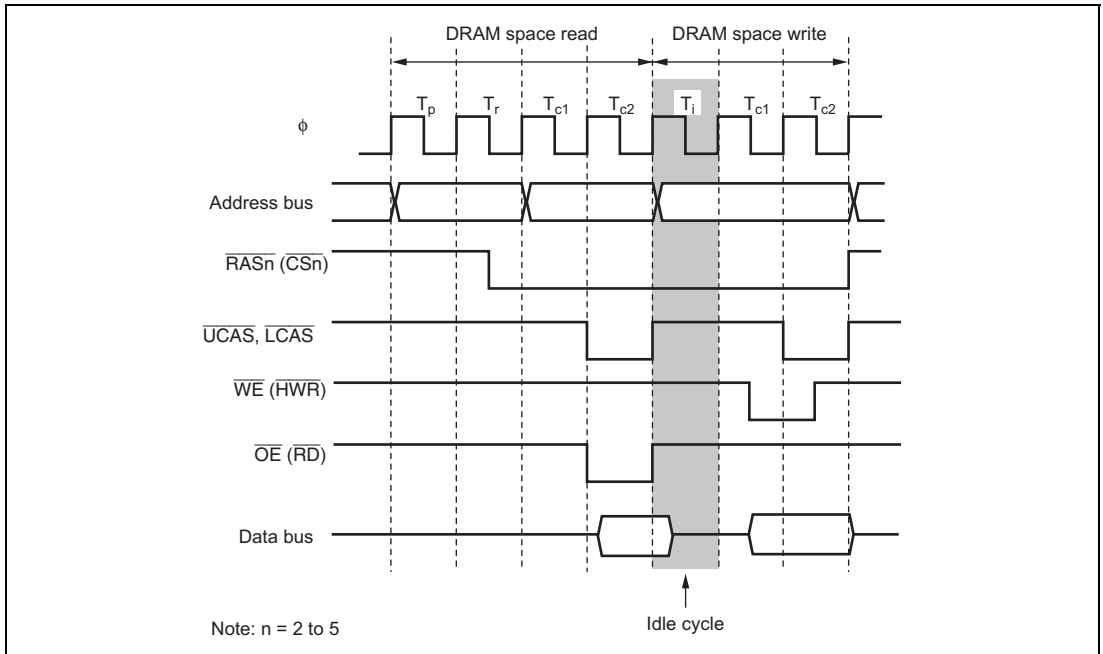 DRAM space read DRAM space write
Tp Tr Tc1 Tc2 Ti Tc1 Tc2
ϕ
Address bus
RASn (CSn)
UCAS, LCAS
WE (HWR)
OE (RD)
Data bus
Idle cycle
Note: n = 2 to 5